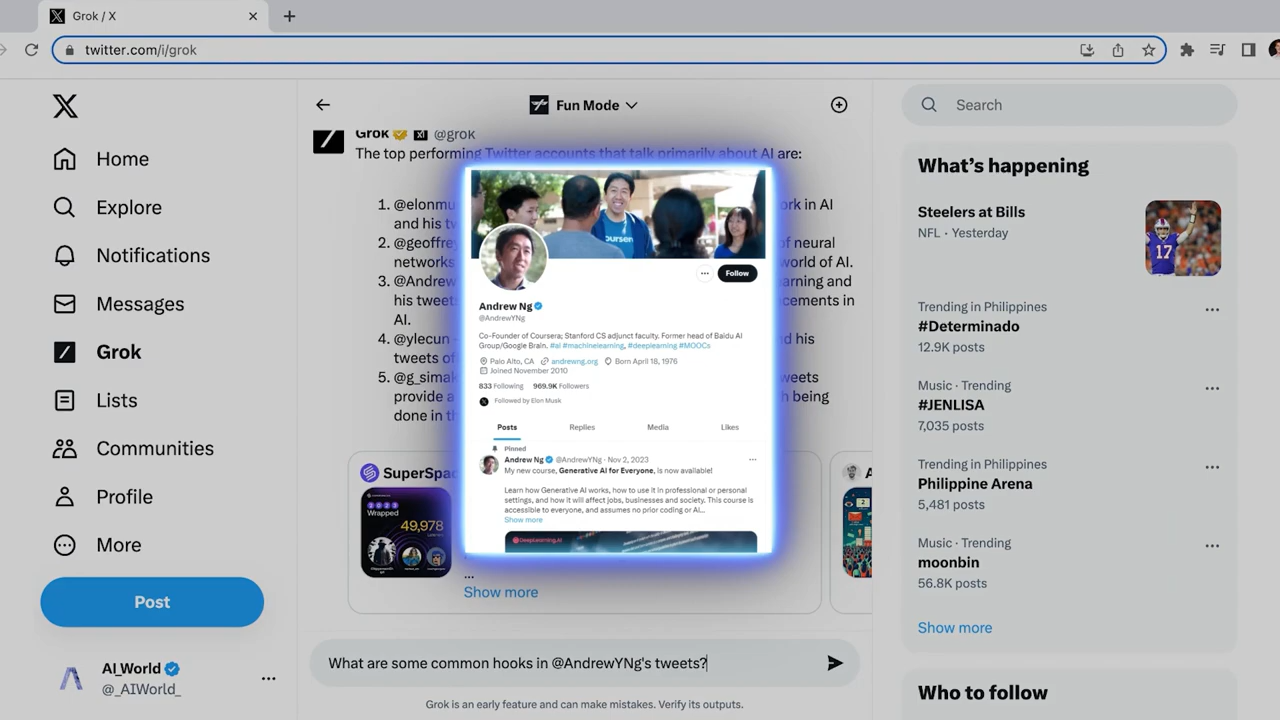 Grok / X
twitter.com/i/grok
Home
Explore
Notifications
Messages
Grok
Lists
Communities
Profile
More
Post
AI_World
@_AIWorld_
Fun Mode
Grok @grok
The top performing Twitter accounts that talk primarily about AI are:
1. @elonmu rk in AI
and his tw
2. @geoffrey of neural
networks world of AI.
3. @Andrew arning and
his tweets cements in
AI.
4. @ylecun and his
tweets of
5. @g_simak weets
provide a h being
done in th
SuperSpac
2023
Wrapped
49,978
...
Show more
Andrew Ng
@AndrewYNg
Follow
Co-Founder of Coursera; Stanford CS adjunct faculty. Former head of Baidu AI
Group/Google Brain. #ai #machinelearning, #deeplearning #MOOCs
Palo Alto, CA andrewng.org Born April 18, 1976
Joined November 2010
833 Following 969.9K Followers
Followed by Elon Musk
Posts Replies Media Likes
Pinned
Andrew Ng @AndrewYNg · Nov 2, 2023
My new course, Generative AI for Everyone, is now available!
Learn how Generative AI works, how to use it in professional or personal
settings, and how it will affect jobs, businesses and society. This course is
accessible to everyone, and assumes no prior coding or AI...
Show more
DeepLearning.AI
What are some common hooks in @AndrewYNg's tweets?
Grok is an early feature and can make mistakes. Verify its outputs.
Search
What's happening
Steelers at Bills
NFL · Yesterday
17
Trending in Philippines
#Determinado
12.9K posts
Music · Trending
#JENLISA
7,035 posts
Trending in Philippines
Philippine Arena
5,481 posts
Music · Trending
moonbin
56.8K posts
Show more
Who to follow